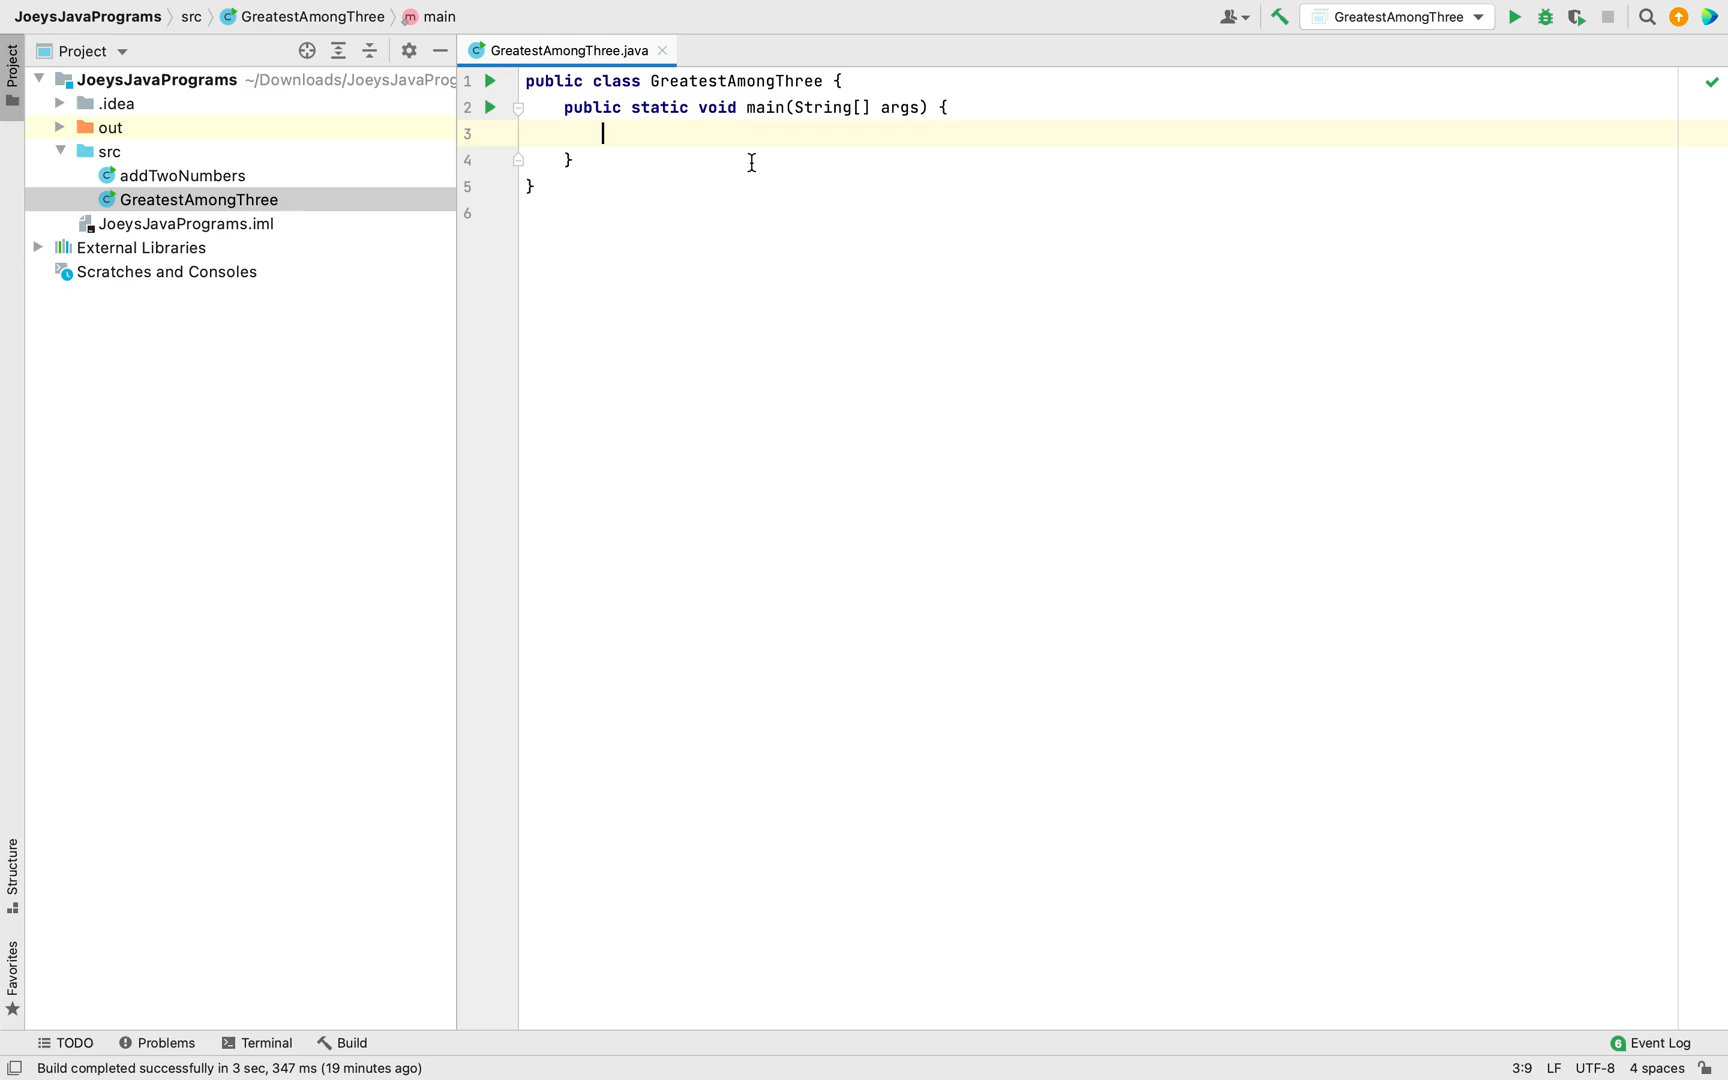 JoeysJavaPrograms src GreatestAmongThree main
GreatestAmongThree
Project
Project
GreatestAmongThree.java
JoeysJavaPrograms ~/Downloads/JoeysJavaProg
.idea
out
src
addTwoNumbers
GreatestAmongThree
JoeysJavaPrograms.iml
External Libraries
Scratches and Consoles
1 public class GreatestAmongThree {
2 public static void main(String[] args) {
3
4 }
5 }
6
Structure
Favorites
TODO Problems Terminal Build
6 Event Log
Build completed successfully in 3 sec, 347 ms (19 minutes ago)
3:9 LF UTF-8 4 spaces